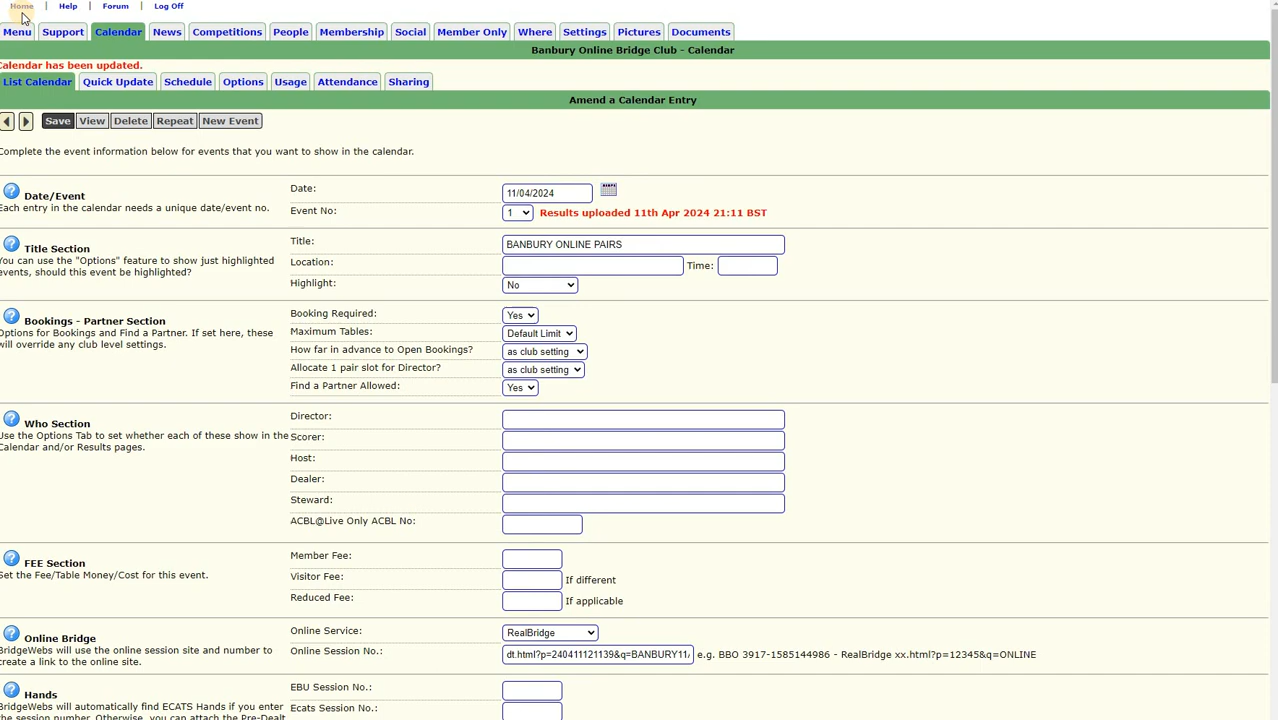 Home | Help | Forum | Log Off
Menu Support Calendar News Competitions People Membership Social Member Only Where Settings Pictures Documents
Banbury Online Bridge Club - Calendar
Calendar has been updated.
List Calendar Quick Update Schedule Options Usage Attendance Sharing
Amend a Calendar Entry
Save View Delete Repeat New Event
Complete the event information below for events that you want to show in the calendar.
Date/Event
Each entry in the calendar needs a unique date/event no.
Date: 11/04/2024
Event No: 1 Results uploaded 11th Apr 2024 21:11 BST
Title Section
You can use the "Options" feature to show just highlighted
events, should this event be highlighted?
Title: BANBURY ONLINE PAIRS
Location: Time:
Highlight: No
Bookings - Partner Section
Options for Bookings and Find a Partner. If set here, these
will override any club level settings.
Booking Required: Yes
Maximum Tables: Default Limit
How far in advance to Open Bookings? as club setting
Allocate 1 pair slot for Director? as club setting
Find a Partner Allowed: Yes
Who Section
Use the Options Tab to set whether each of these show in the
Calendar and/or Results pages.
Director:
Scorer:
Host:
Dealer:
Steward:
ACBL@Live Only ACBL No:
FEE Section
Set the Fee/Table Money/Cost for this event.
Member Fee:
Visitor Fee: If different
Reduced Fee: If applicable
Online Bridge
BridgeWebs will use the online session site and number to
create a link to the online site.
Online Service: RealBridge
Online Session No.: dt.html?p=240411121139&q=BANBURY11 e.g. BBO 3917-1585144986 - RealBridge xx.html?p=12345&q=ONLINE
Hands
BridgeWebs will automatically find ECATS Hands if you enter
the session number. Otherwise, you can attach the Pre-Dealt
EBU Session No.:
Ecats Session No.: